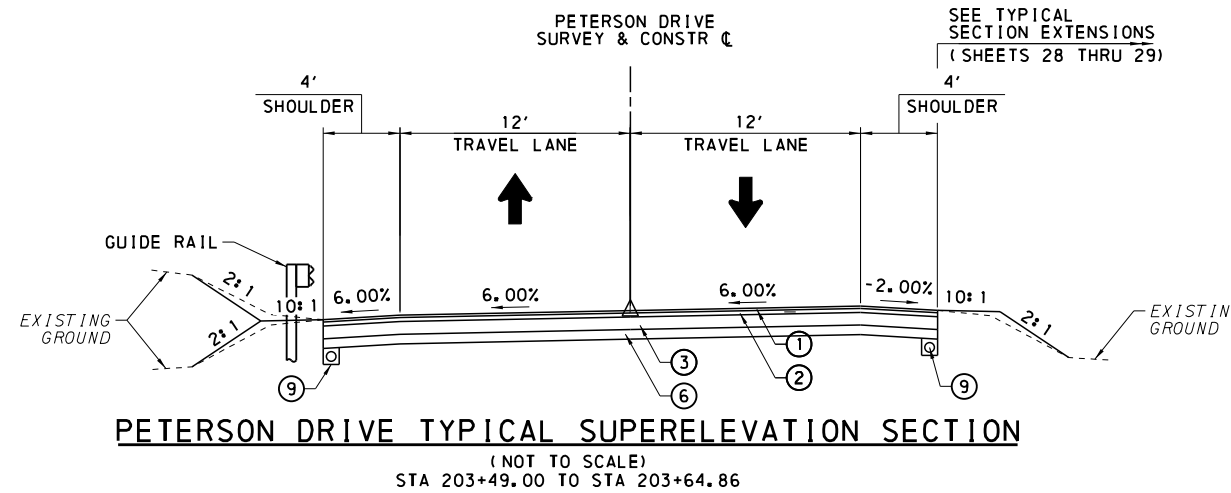 PETERSON DRIVE
SURVEY & CONSTR ℄
SEE TYPICAL
SECTION EXTENSIONS
(SHEETS 28 THRU 29)
4'
SHOULDER
12'
TRAVEL LANE
12'
TRAVEL LANE
4'
SHOULDER
GUIDE RAIL
2:1
10:1
6.00%
6.00%
6.00%
-2.00%
10:1
2:1
EXISTING
GROUND
2:1
EXISTIN
GROUND
1
2
3
6
9
9
PETERSON DRIVE TYPICAL SUPERELEVATION SECTION
(NOT TO SCALE)
STA 203+49.00 TO STA 203+64.86